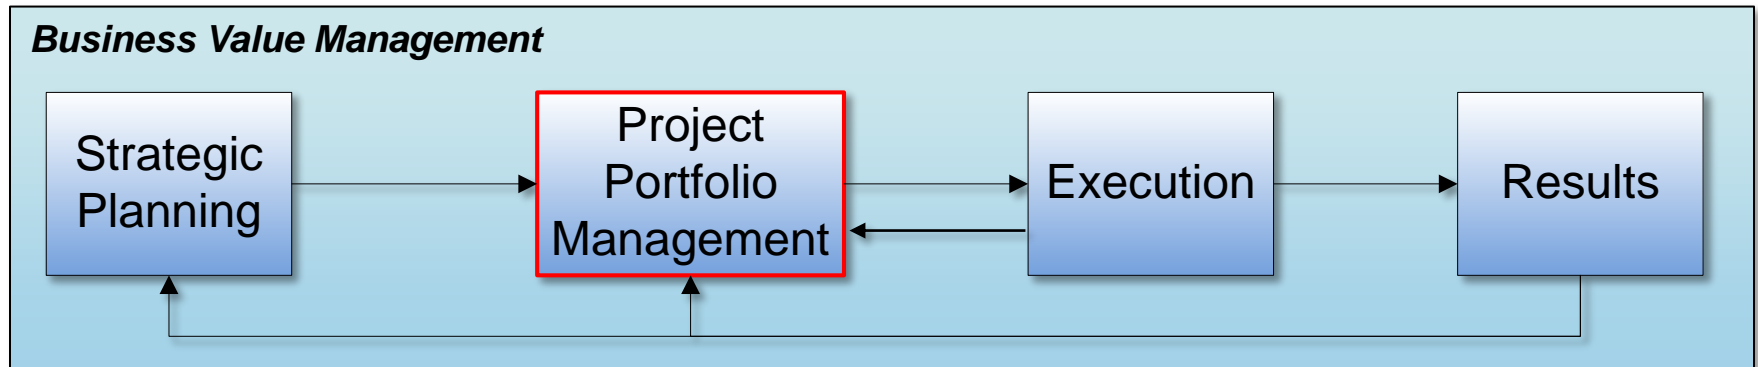 Business Value Management
Strategic
Planning
Project
Portfolio
Management
Execution
Results